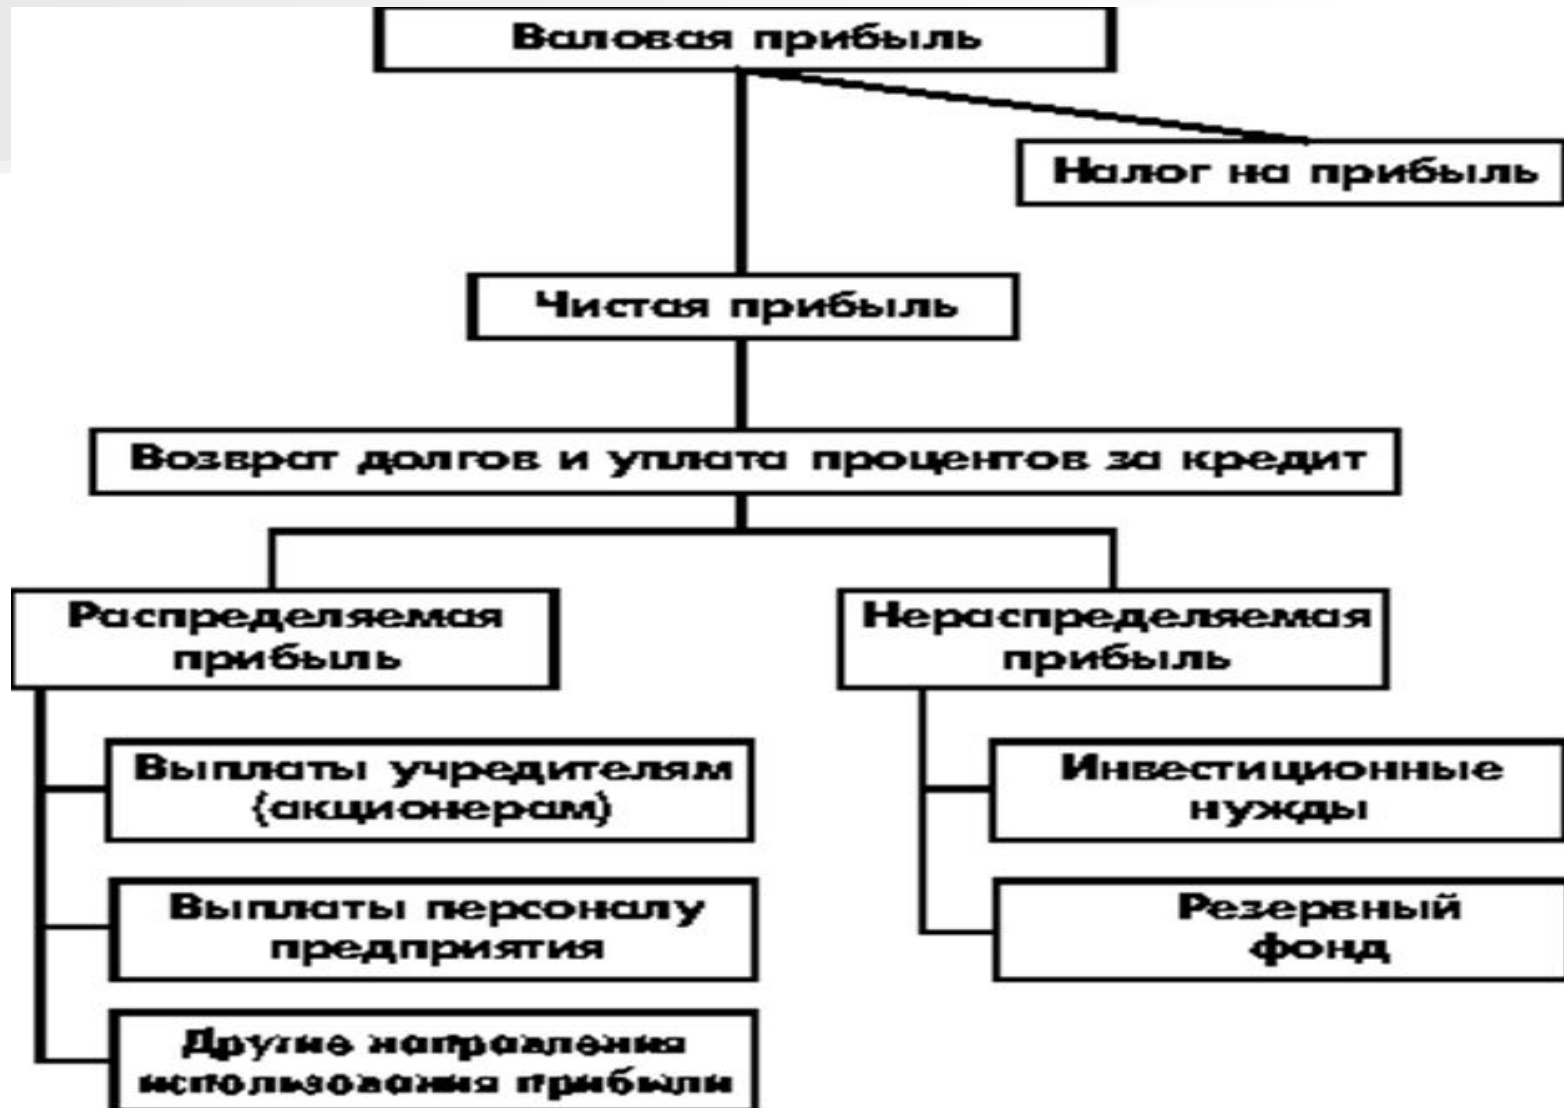 Валовая прибыль
Налог на прибыль
Чистая прибыль
Возврат долгов и уплата процентов за кредит
Распределяемая
прибыль
Выплаты учредителям
(акционерам)
Выплаты персоналу
предприятия
Другие направления
использования прибыли
Нераспределяемая
прибыль
Инвестиционные
нужды
Резервный
фонд